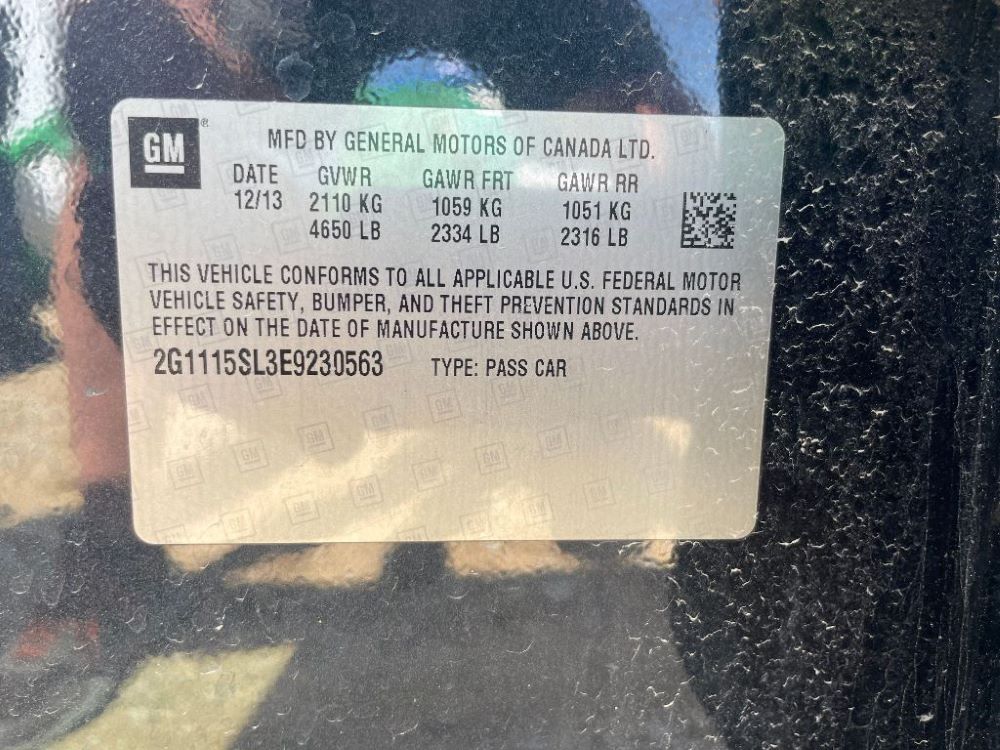 GM®
MFD BY GENERAL MOTORS OF CANADA LTD.
DATE GVWR GAWR FRT GAWR RR
12/13 2110 KG 1059 KG 1051 KG
4650 LB 2334 LB 2316 LB
THIS VEHICLE CONFORMS TO ALL APPLICABLE U.S. FEDERAL MOTOR
VEHICLE SAFETY, BUMPER, AND THEFT PREVENTION STANDARDS IN
EFFECT ON THE DATE OF MANUFACTURE SHOWN ABOVE.
2G1115SL3E9230563 TYPE: PASS CAR